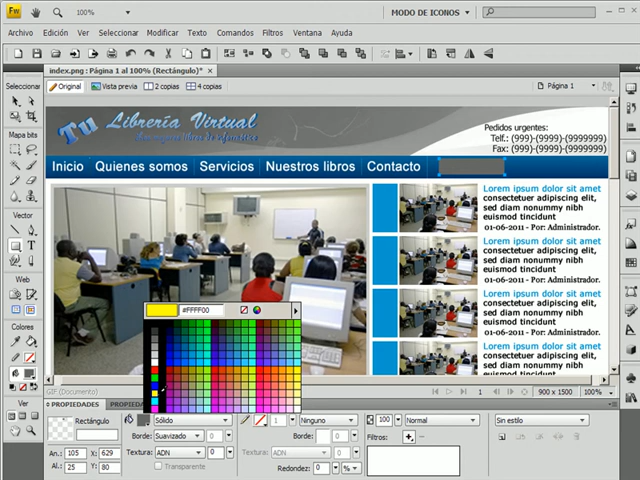 Fw
100%
MODO DE ICONOS
Archivo Edición Ver Seleccionar Modificar Texto Comandos Filtros Ventana Ayuda
Seleccionar
index.png : Página 1 al 100% (Rectángulo)*
Original Vista previa 2 copias 4 copias
Página 1
Mapa bits
Tu Librería Virtual
Pedidos urgentes:
Telf.: (999)-(9999)-(9999999)
Fax: (999)-(9999)-(9999999)
Inicio Quienes somos Servicios Nuestros libros Contacto
Lorem ipsum dolor sit amet
consectetuer adipiscing elit,
sed diam nonummy nibh
euismod tincidunt
01-06-2011 - Por: Administrador.
Lorem ipsum dolor sit amet
consectetuer adipiscing elit,
sed diam nonummy nibh
euismod tincidunt
01-06-2011 - Por: Administrador.
Lorem ipsum dolor sit amet
consectetuer adipiscing elit,
sed diam nonummy nibh
euismod tincidunt
01-06-2011 - Por: Administrador.
Lorem ipsum dolor sit amet
consectetuer adipiscing elit,
Vector
Web
Colores
Ver
#FFFF00
GIF (Documento)
1
900 x 1500
100%
PROPIEDADES
Rectángulo
An.: 105 X: 629
Al.: 25 Y: 80
Sólido
Borde: Suavizado 0
Textura: ADN 0
Transparente
1 Ninguno
Borde: 0
Textura: ADN 0
Redondez: 0 %
100 Normal
Filtros:
Sin estilo